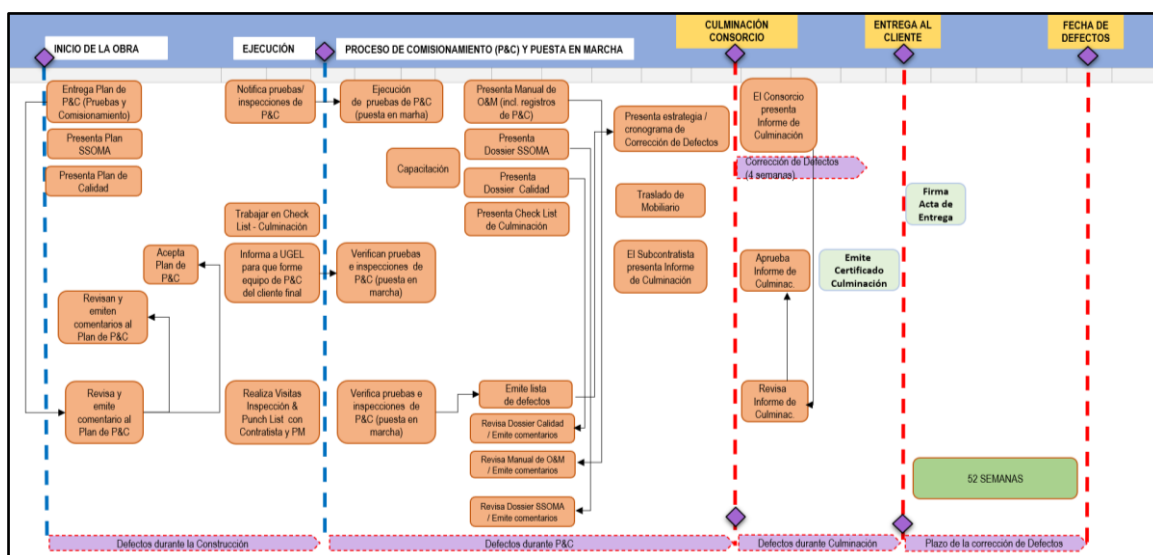 CULMINACIÓN
CONSORCIO
ENTREGA AL
CLIENTE
FECHA DE
DEFECTOS
INICIO DE LA OBRA
EJECUCIÓN
PROCESO DE COMISIONAMIENTO (P&C) Y PUESTA EN MARCHA
Entrega Plan de
P&C (Pruebas y
Comisionamiento)
Notifica pruebas/
inspecciones de
P&C
Ejecución
de pruebas de P&C
(puesta en marha)
Presenta Manual de
O&M (incl. registros
de P&C)
Presenta estrategia /
cronograma de
Corrección de Defectos
El Consorcio
presenta
Informe de
Culminación
Presenta Plan
SSOMA
Presenta
Dossier SSOMA
Capacitación
Corrección de Defectos
(4 semanas)
Presenta Plan de
Calidad
Presenta
Dossier Calidad
Traslado de
Mobiliario
Firma
Acta de
Entrega
Trabajar en Check
List - Culminación
Presenta Check List
de Culminación
Acepta
Plan de
P&C
Informa a UGEL
para que forme
equipo de P&C
del cliente final
Verifican pruebas
e inspecciones de
P&C (puesta en
marcha)
El Subcontratista
presenta Informe
de Culminación
Aprueba
Informe de
Culminac.
Emite
Certificado
Culminación
Revisan y
emiten
comentarios al
Plan de P&C
Revisa y
emite
comentario al
Plan de P&C
Realiza Visitas
Inspección &
Punch List con
Contratista y PM
Verifica pruebas e
inspecciones de
P&C (puesta en
marcha)
Emite lista
de defectos
Revisa
Informe de
Culminac.
Revisa Dossier Calidad
/ Emite comentarios
Revisa Manual de O&M
/ Emite comentarios
52 SEMANAS
Revisa Dossier SSOMA
/ Emite comentarios
Defectos durante la Construcción
Defectos durante P&C
Defectos durante Culminación
Plazo de la corrección de Defectos